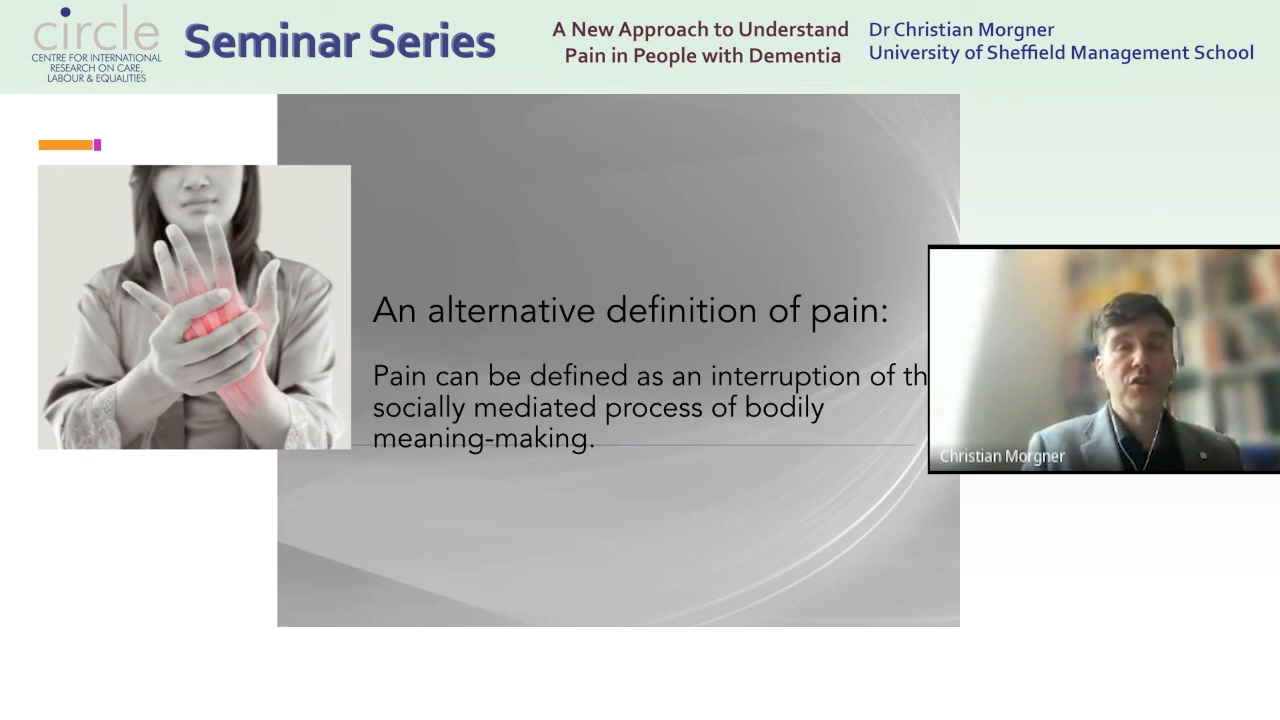 circle
CENTRE FOR INTERNATIONAL
RESEARCH ON CARE,
LABOUR & EQUALITIES
Seminar Series
A New Approach to Understand
Pain in People with Dementia
Dr Christian Morgner
University of Sheffield Management School
An alternative definition of pain:
Pain can be defined as an interruption of th
socially mediated process of bodily
meaning-making.
Christian Morgner